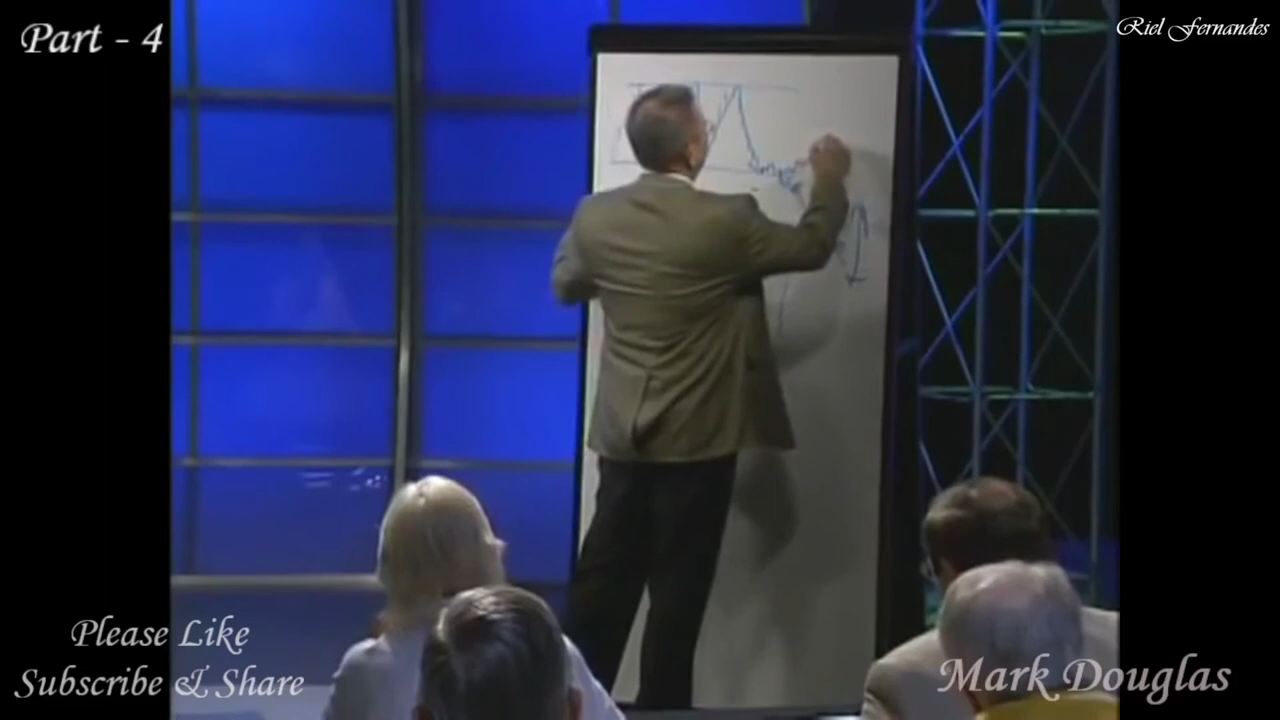 Part - 4
Riel Fernandes
Please Like
Subscribe & Share
Mark Douglas